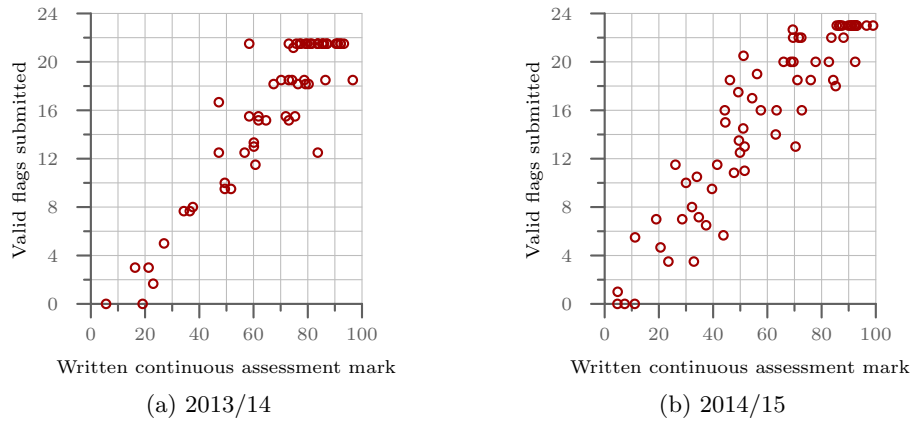 24
20
16
12
8
4
0
Valid flags submitted
0 20 40 60 80 100
Written continuous assessment mark
(a) 2013/14
24
20
16
12
8
4
0
Valid flags submitted
0 20 40 60 80 100
Written continuous assessment mark
(b) 2014/15